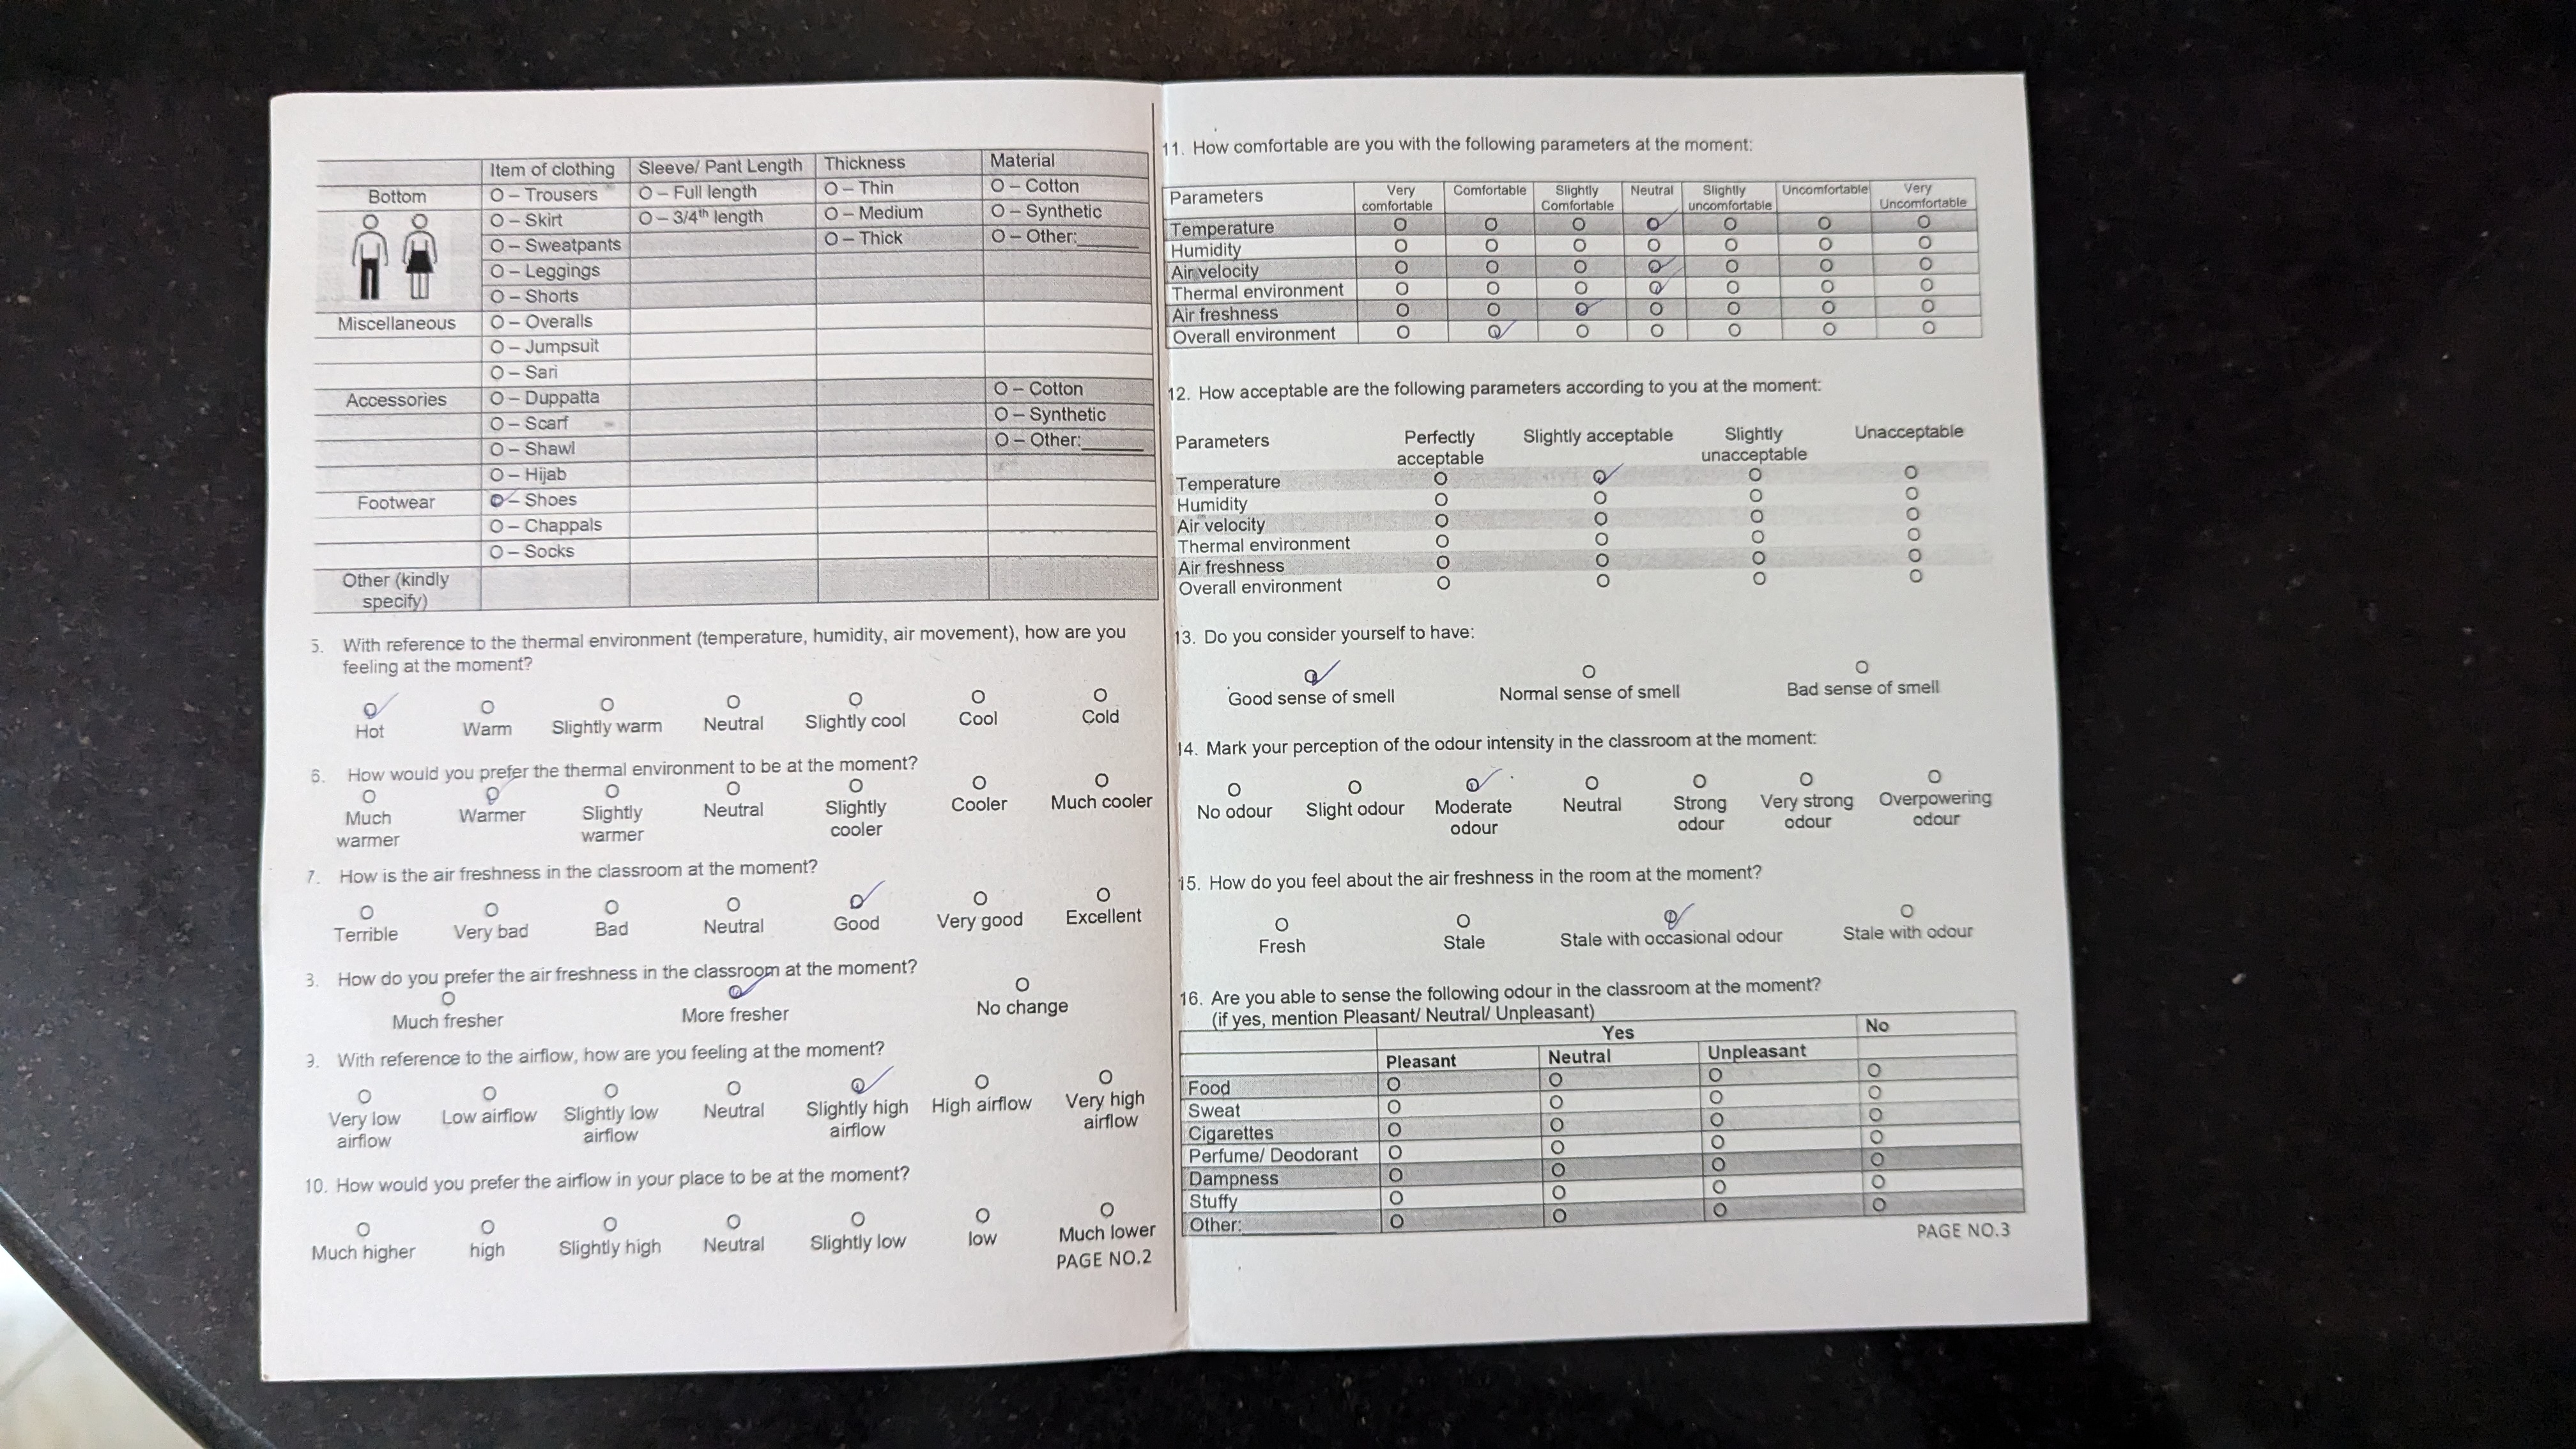 Item of clothing Sleeve/ Pant Length Thickness Material
Bottom O – Trousers O – Full length O – Thin O – Cotton
O – Skirt O – 3/4th length O – Medium O – Synthetic
O – Sweatpants O – Thick O – Other:______
O – Leggings
O – Shorts
Miscellaneous O – Overalls
O – Jumpsuit
O – Sari
Accessories O – Duppatta O – Cotton
O – Scarf O – Synthetic
O – Shawl O – Other:______
O – Hijab
Footwear O – Shoes
O – Chappals
O – Socks
Other (kindly
specify)
5. With reference to the thermal environment (temperature, humidity, air movement), how are you
feeling at the moment?
Hot Warm Slightly warm Neutral Slightly cool Cool Cold
6. How would you prefer the thermal environment to be at the moment?
Much Warmer Slightly Neutral Slightly Cooler Much cooler
warmer warmer cooler
7. How is the air freshness in the classroom at the moment?
Terrible Very bad Bad Neutral Good Very good Excellent
3. How do you prefer the air freshness in the classroom at the moment?
Much fresher More fresher No change
9. With reference to the airflow, how are you feeling at the moment?
Very low Low airflow Slightly low Neutral Slightly high High airflow Very high
airflow airflow airflow airflow
10. How would you prefer the airflow in your place to be at the moment?
Much higher high Slightly high Neutral Slightly low low Much lower
PAGE NO.2
11. How comfortable are you with the following parameters at the moment:
Parameters Very Comfortable Slightly Neutral Slightly Uncomfortable Very
comfortable Comfortable uncomfortable Uncomfortable
Temperature
Humidity
Air velocity
Thermal environment
Air freshness
Overall environment
12. How acceptable are the following parameters according to you at the moment:
Parameters Perfectly Slightly acceptable Slightly Unacceptable
acceptable unacceptable
Temperature
Humidity
Air velocity
Thermal environment
Air freshness
Overall environment
13. Do you consider yourself to have:
Good sense of smell Normal sense of smell Bad sense of smell
14. Mark your perception of the odour intensity in the classroom at the moment:
No odour Slight odour Moderate Neutral Strong Very strong Overpowering
odour odour odour odour
15. How do you feel about the air freshness in the room at the moment?
Fresh Stale Stale with occasional odour Stale with odour
16. Are you able to sense the following odour in the classroom at the moment?
(if yes, mention Pleasant/ Neutral/ Unpleasant)
Yes No
Pleasant Neutral Unpleasant
Food
Sweat
Cigarettes
Perfume/ Deodorant
Dampness
Stuffy
Other:__________
PAGE NO.3